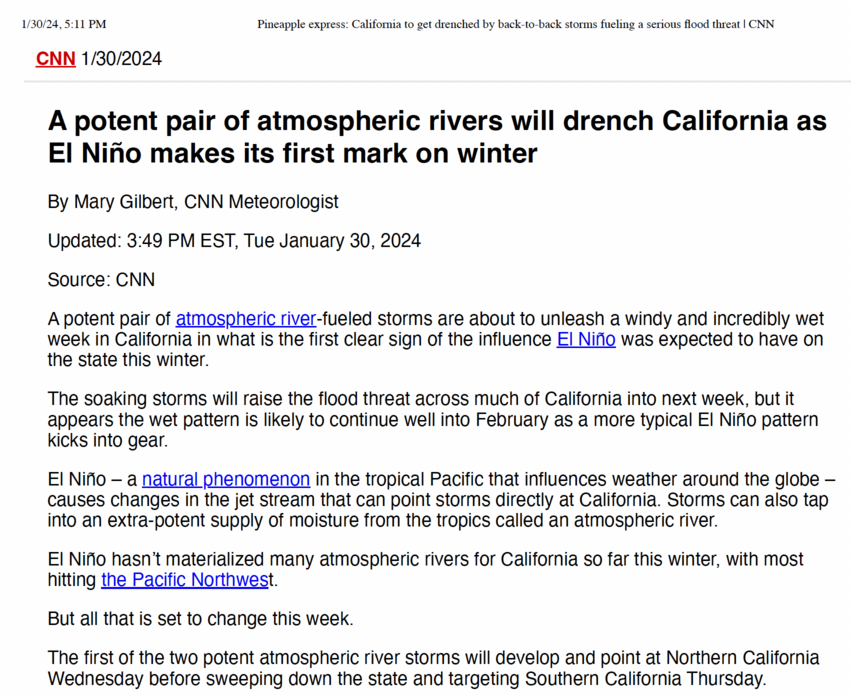 1/30/24, 5:11 PM Pineapple express: California to get drenched by back-to-back storms fueling a serious flood threat | CNN
CNN 1/30/2024
A potent pair of atmospheric rivers will drench California as
El Niño makes its first mark on winter
By Mary Gilbert, CNN Meteorologist
Updated: 3:49 PM EST, Tue January 30, 2024
Source: CNN
A potent pair of atmospheric river-fueled storms are about to unleash a windy and incredibly wet
week in California in what is the first clear sign of the influence El Niño was expected to have on
the state this winter.
The soaking storms will raise the flood threat across much of California into next week, but it
appears the wet pattern is likely to continue well into February as a more typical El Niño pattern
kicks into gear.
El Niño – a natural phenomenon in the tropical Pacific that influences weather around the globe –
causes changes in the jet stream that can point storms directly at California. Storms can also tap
into an extra-potent supply of moisture from the tropics called an atmospheric river.
El Niño hasn’t materialized many atmospheric rivers for California so far this winter, with most
hitting the Pacific Northwest.
But all that is set to change this week.
The first of the two potent atmospheric river storms will develop and point at Northern California
Wednesday before sweeping down the state and targeting Southern California Thursday.